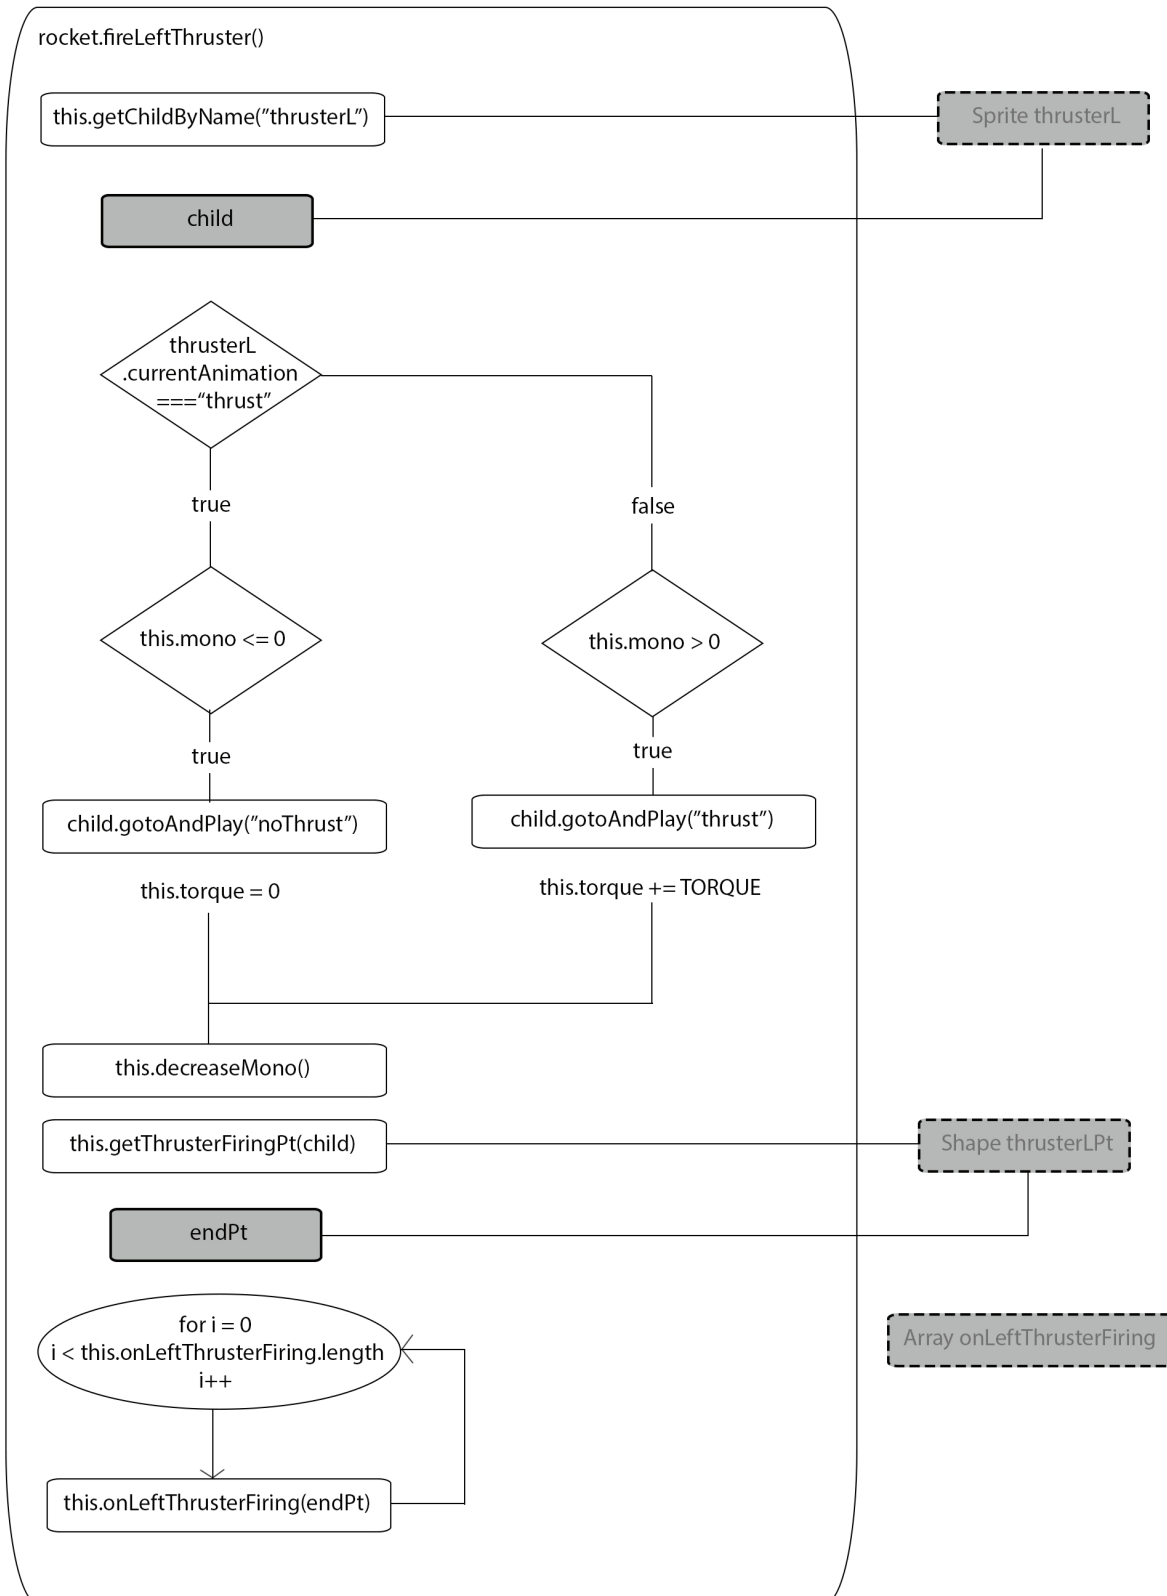 rocket.fireLeftThruster()
this.getChildByName(”thrusterL”)
Sprite thrusterL
child
thrusterL
.currentAnimation
===“thrust”
true
false
this.mono <= 0
this.mono > 0
true
true
child.gotoAndPlay(”noThrust”)
child.gotoAndPlay(”thrust”)
this.torque = 0
this.torque += TORQUE
this.decreaseMono()
this.getThrusterFiringPt(child)
Shape thrusterLPt
endPt
for i = 0
i < this.onLeftThrusterFiring.length
i++
Array onLeftThrusterFiring
this.onLeftThrusterFiring(endPt)